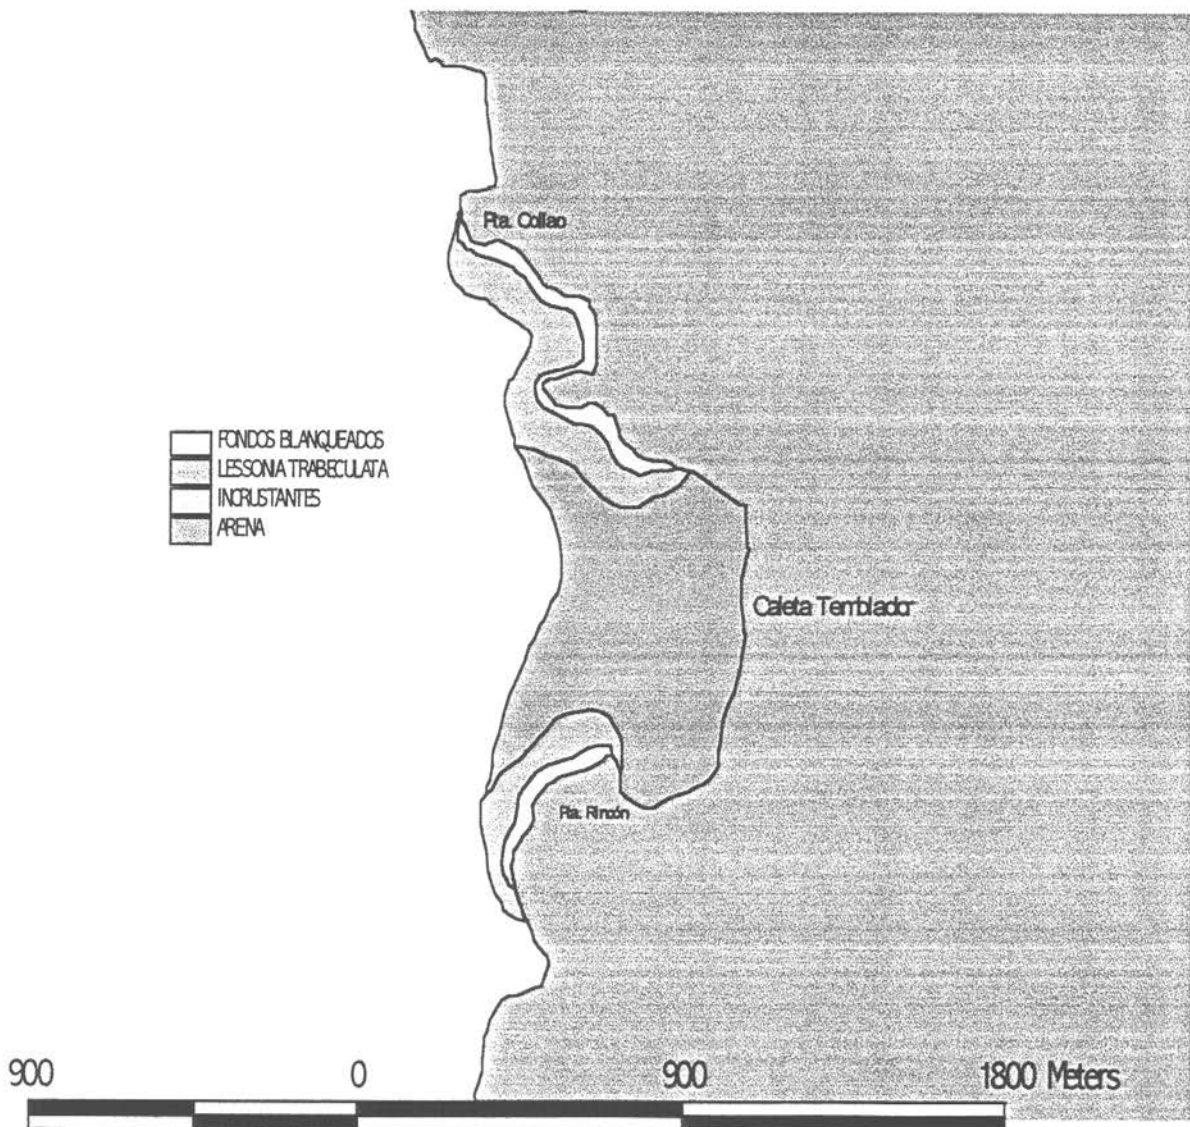 Pta. Collao
FONDOS BLANQUEADOS
LESSONIA TRABECULATA
INCRUSTANTES
ARENA
Caleta Temblador
Pta. Rincón
900 0 900 1800 Meters